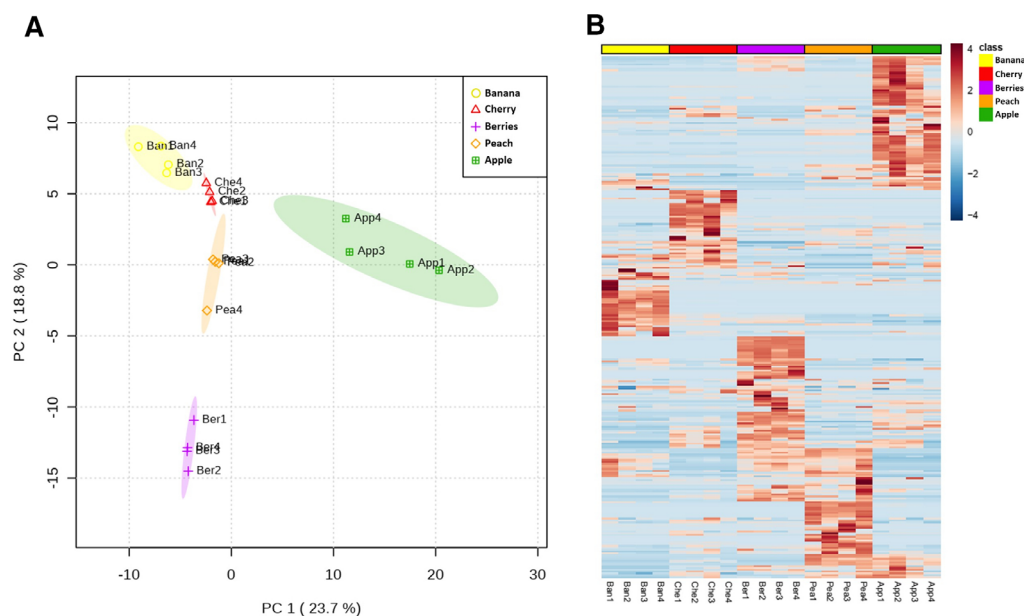 A
Banana
Cherry
Berries
Peach
Apple
10
5
0
-5
-10
-15
PC 2 ( 18.8 %)
Ban1
Ban4
Ban2
Ban3
Che4
Che2
Che3
Pea2
Pea4
App4
App3
App1
App2
Ber1
Ber4
Ber3
Ber2
-10
0
10
20
30
PC 1 ( 23.7 %)
B
4
2
0
−2
−4
class
Banana
Cherry
Berries
Peach
Apple
Ban1
Ban2
Ban3
Ban4
Che1
Che2
Che3
Che4
Ber1
Ber2
Ber3
Ber4
Pea1
Pea2
Pea3
Pea4
App1
App2
App3
App4